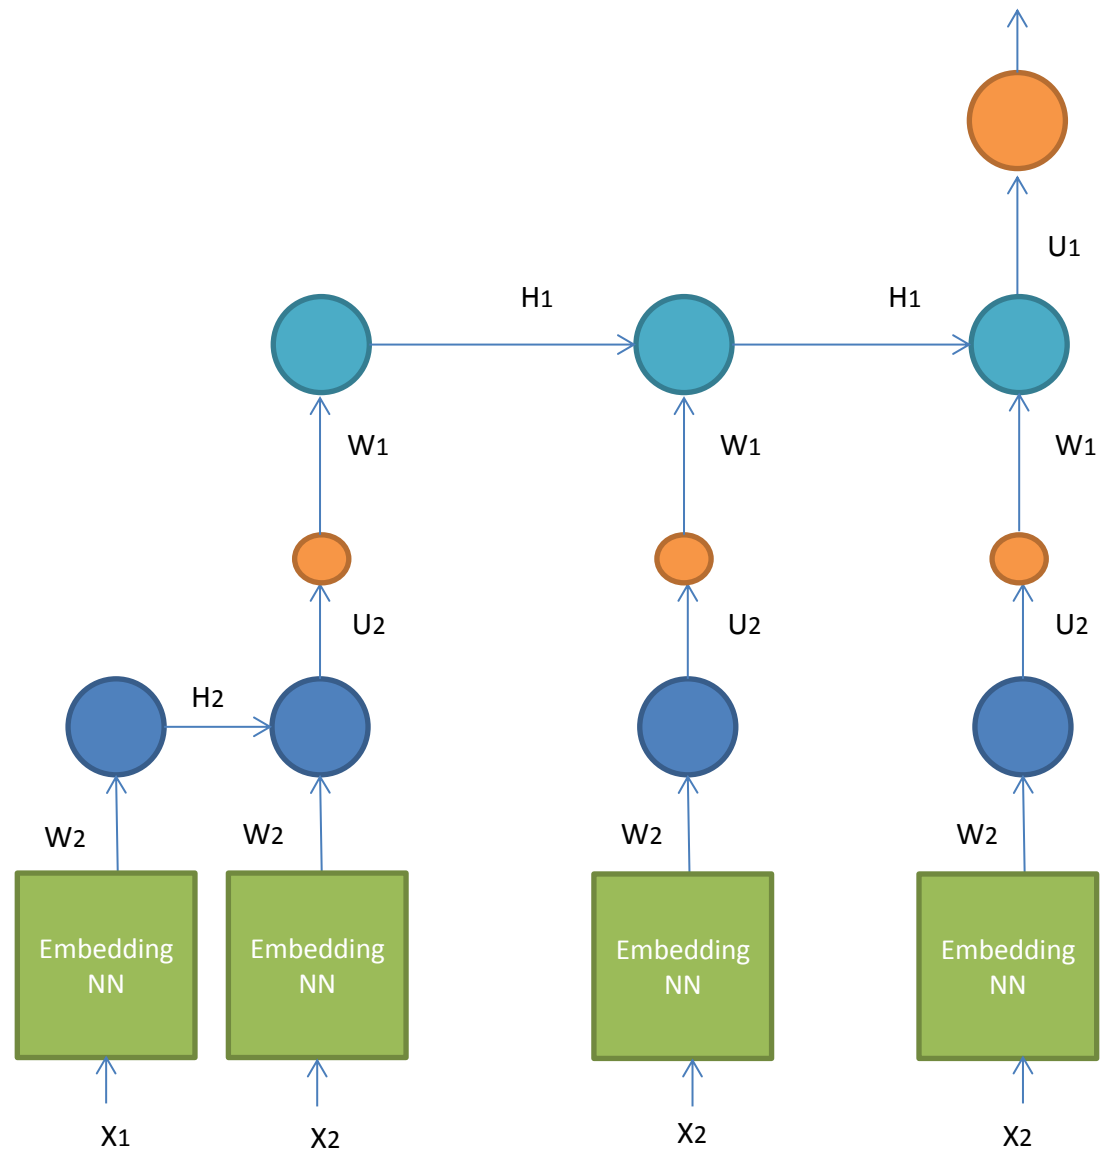 U1
H1 H1
W1 W1 W1
U2 U2 U2
H2
W2 W2 W2 W2
Embedding Embedding Embedding Embedding
NN NN NN NN
X1 X2 X2 X2